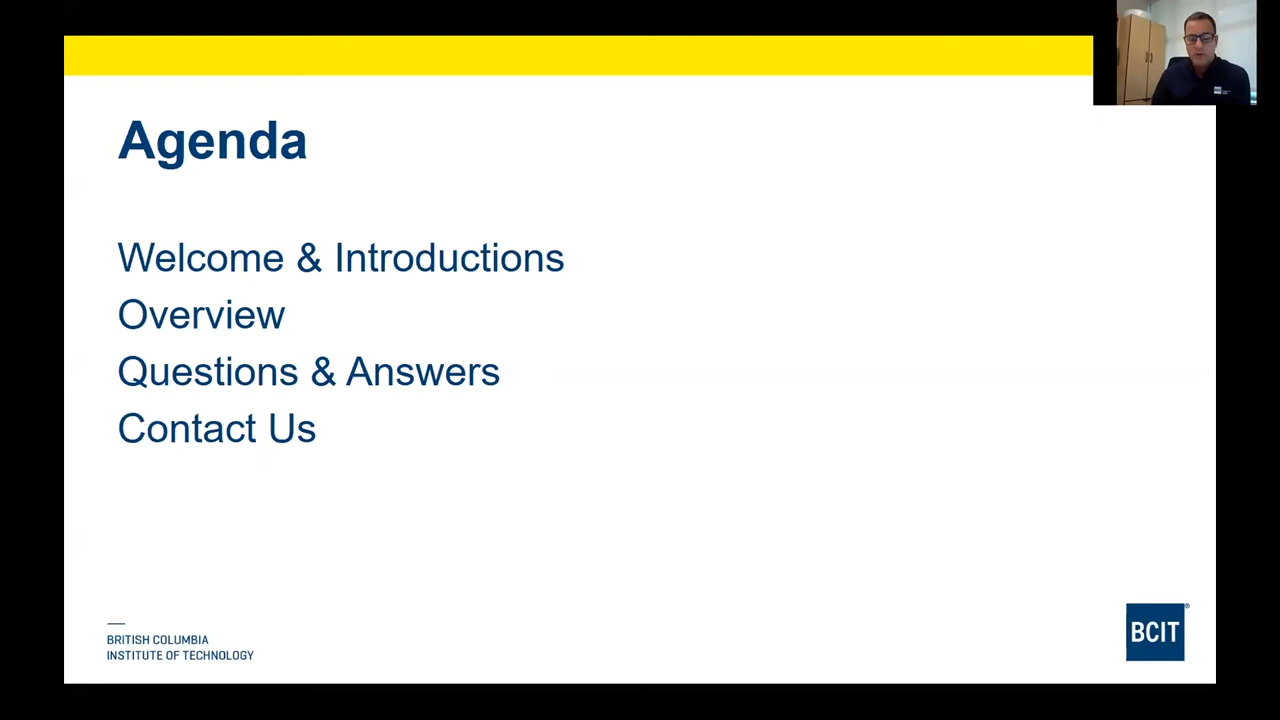 Agenda
Welcome & Introductions
Overview
Questions & Answers
Contact Us
BRITISH COLUMBIA
INSTITUTE OF TECHNOLOGY
BCIT